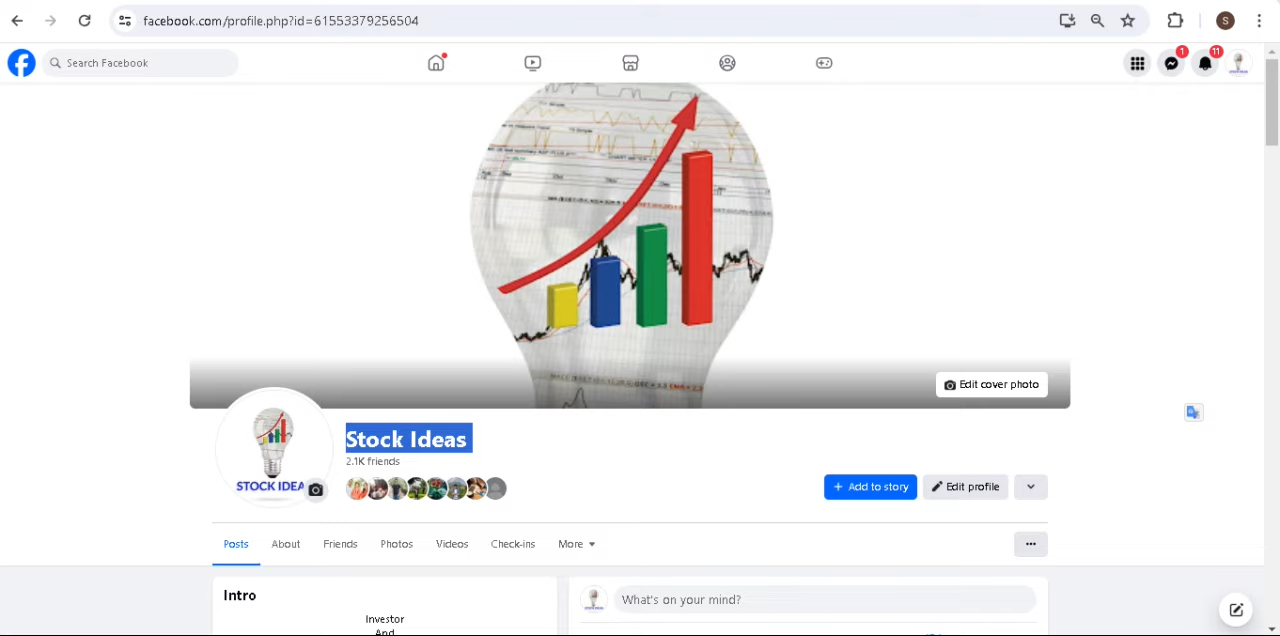 facebook.com/profile.php?id=61553379256504
S
Search Facebook
1
11
Edit cover photo
STOCK IDEA
Stock Ideas
2.1K friends
+ Add to story
Edit profile
Posts
About
Friends
Photos
Videos
Check-ins
More
Intro
Investor
And
What's on your mind?